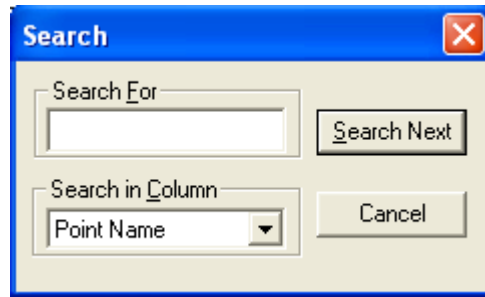 Search
Search For
Search Next
Search in Column
Point Name
Cancel